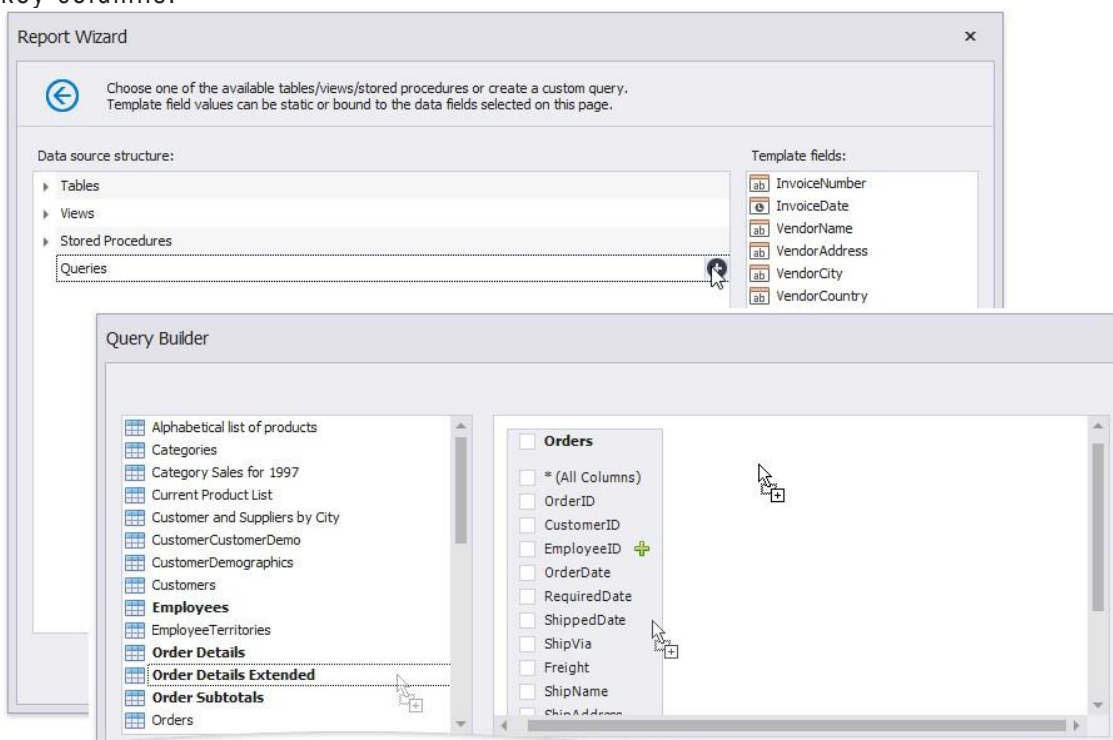 key columns.
Report Wizard
Choose one of the available tables/views/stored procedures or create a custom query.
Template field values can be static or bound to the data fields selected on this page.
Data source structure:
Tables
Views
Stored Procedures
Queries
Template fields:
InvoiceNumber
InvoiceDate
VendorName
VendorAddress
VendorCity
VendorCountry
Query Builder
Alphabetical list of products
Categories
Category Sales for 1997
Current Product List
Customer and Suppliers by City
CustomerCustomerDemo
CustomerDemographics
Customers
Employees
EmployeeTerritories
Order Details
Order Details Extended
Order Subtotals
Orders
Orders
* (All Columns)
OrderID
CustomerID
EmployeeID
OrderDate
RequiredDate
ShippedDate
ShipVia
Freight
ShipName
ShipAddress